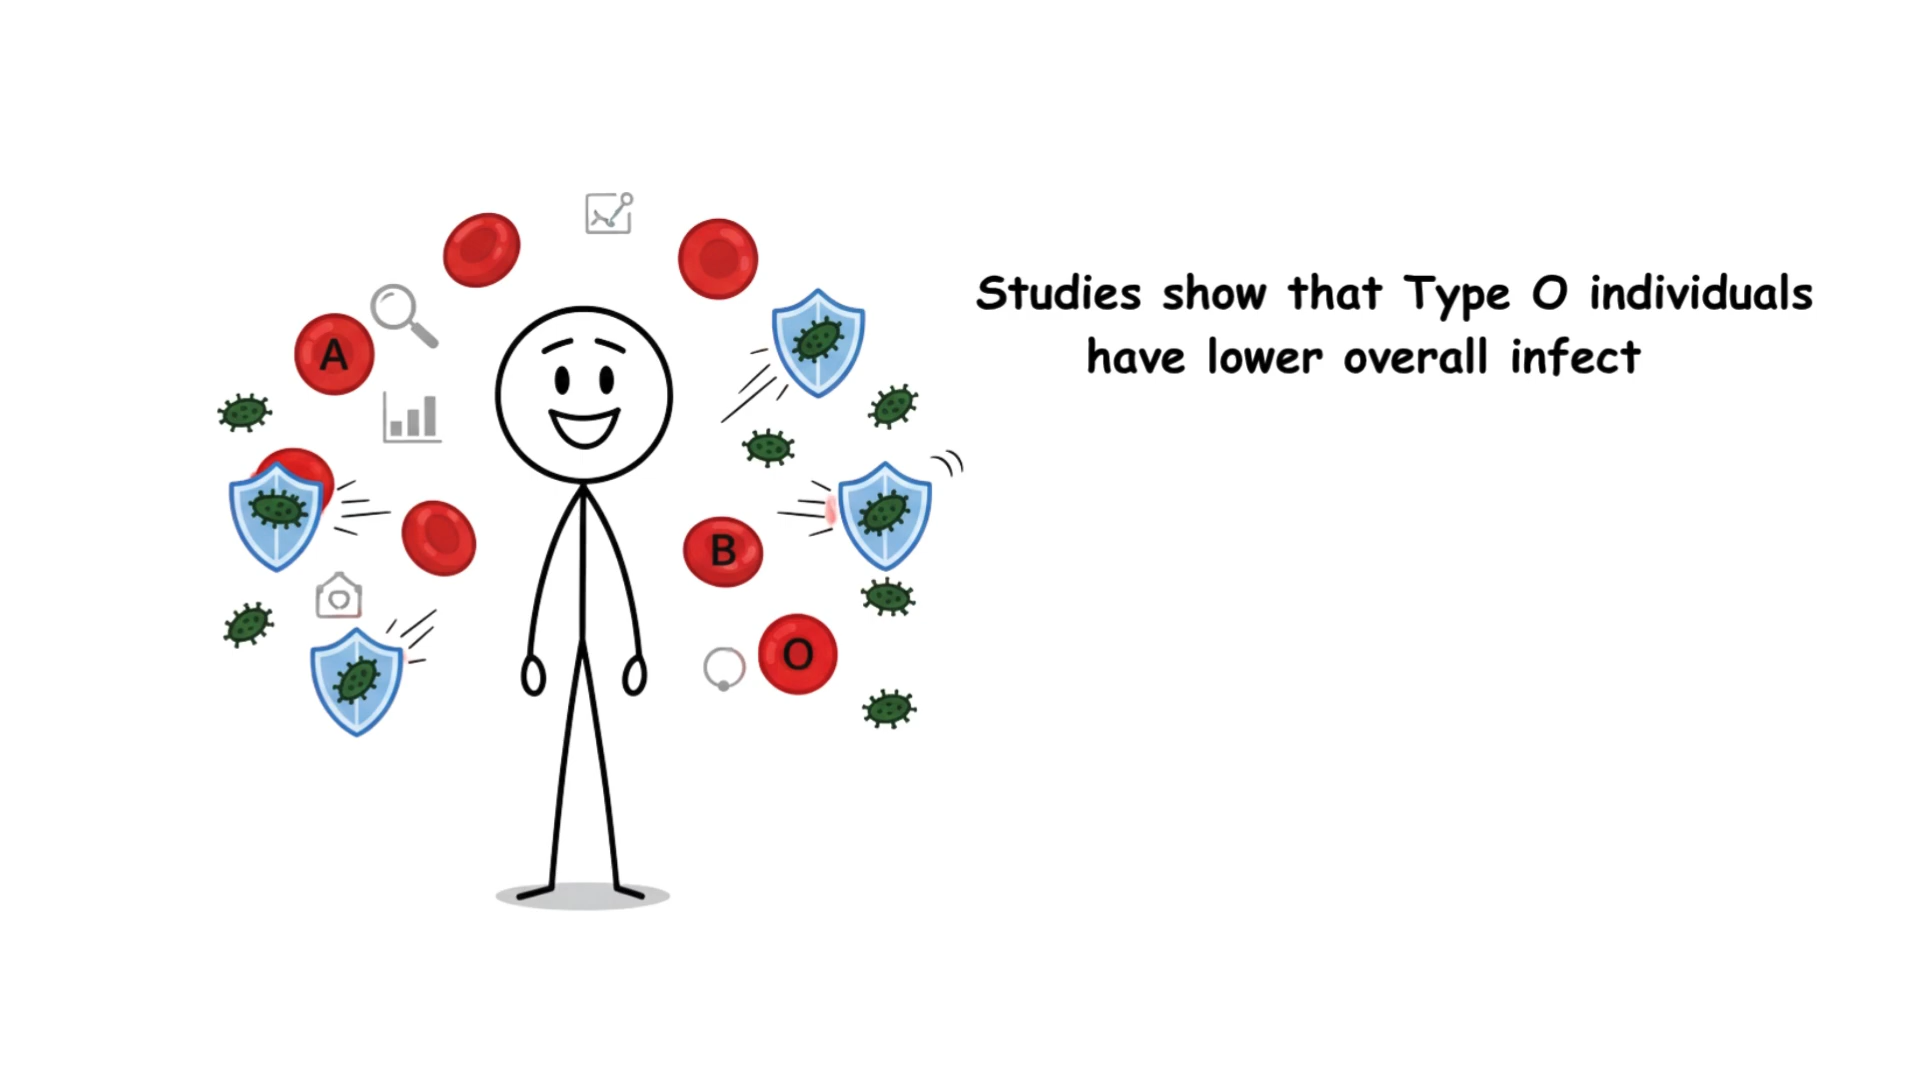 Studies show that Type O individuals
have lower overall infect
A
B
O